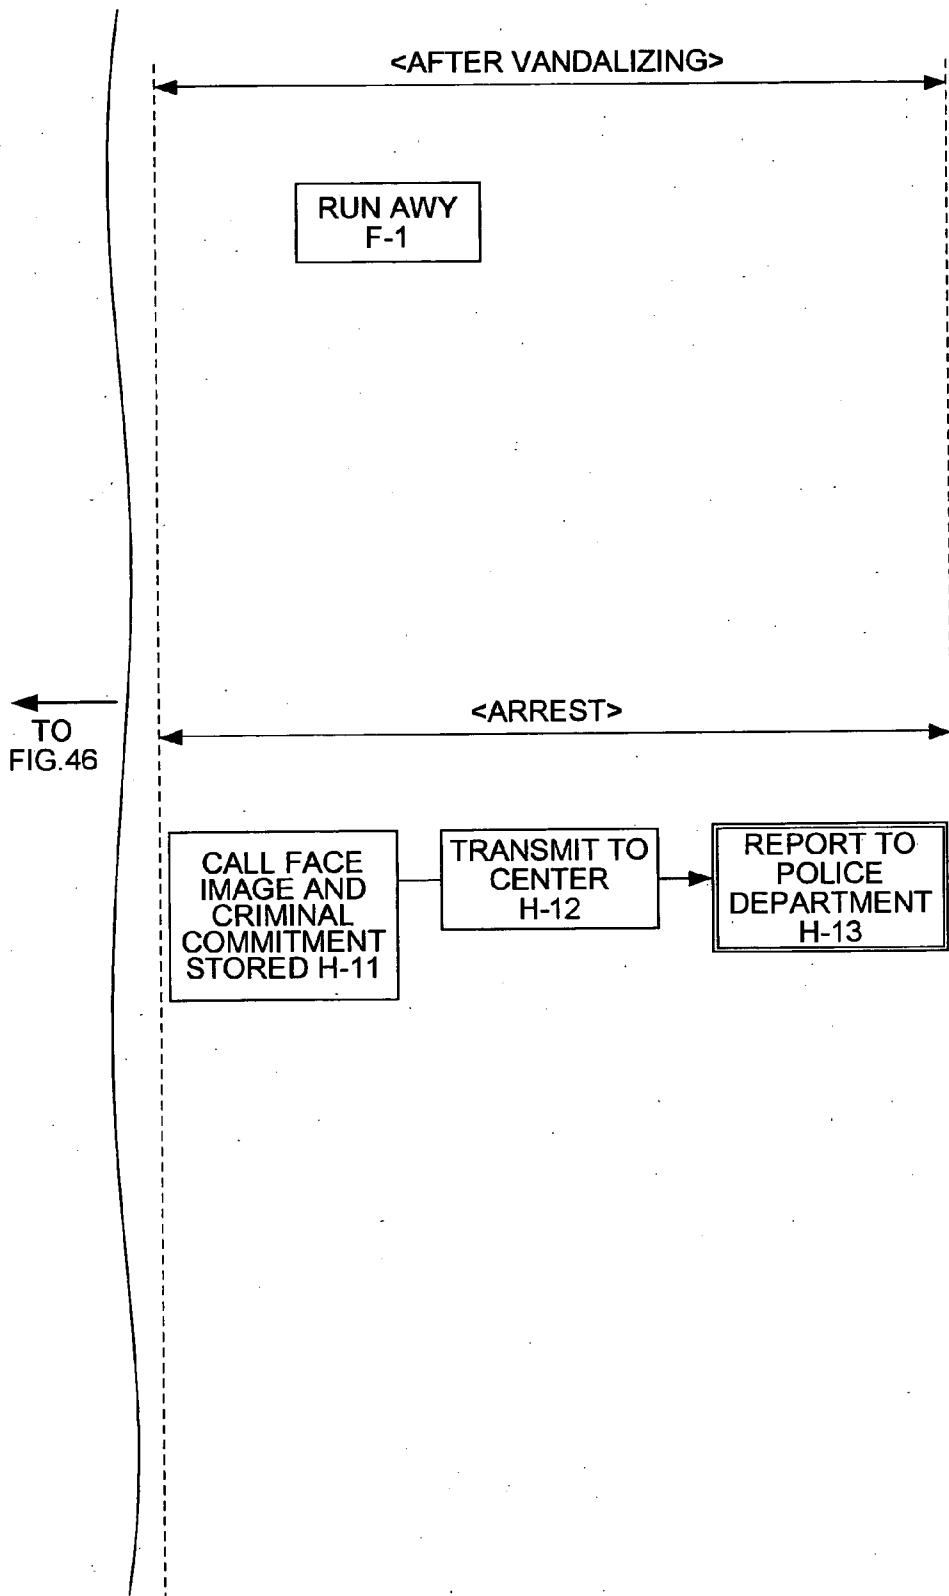 <AFTER VANDALIZING>
RUN AWY
F-1
TO
FIG.46
<ARREST>
CALL FACE
IMAGE AND
CRIMINAL
COMMITMENT
STORED H-11
TRANSMIT TO
CENTER
H-12
REPORT TO
POLICE
DEPARTMENT
H-13